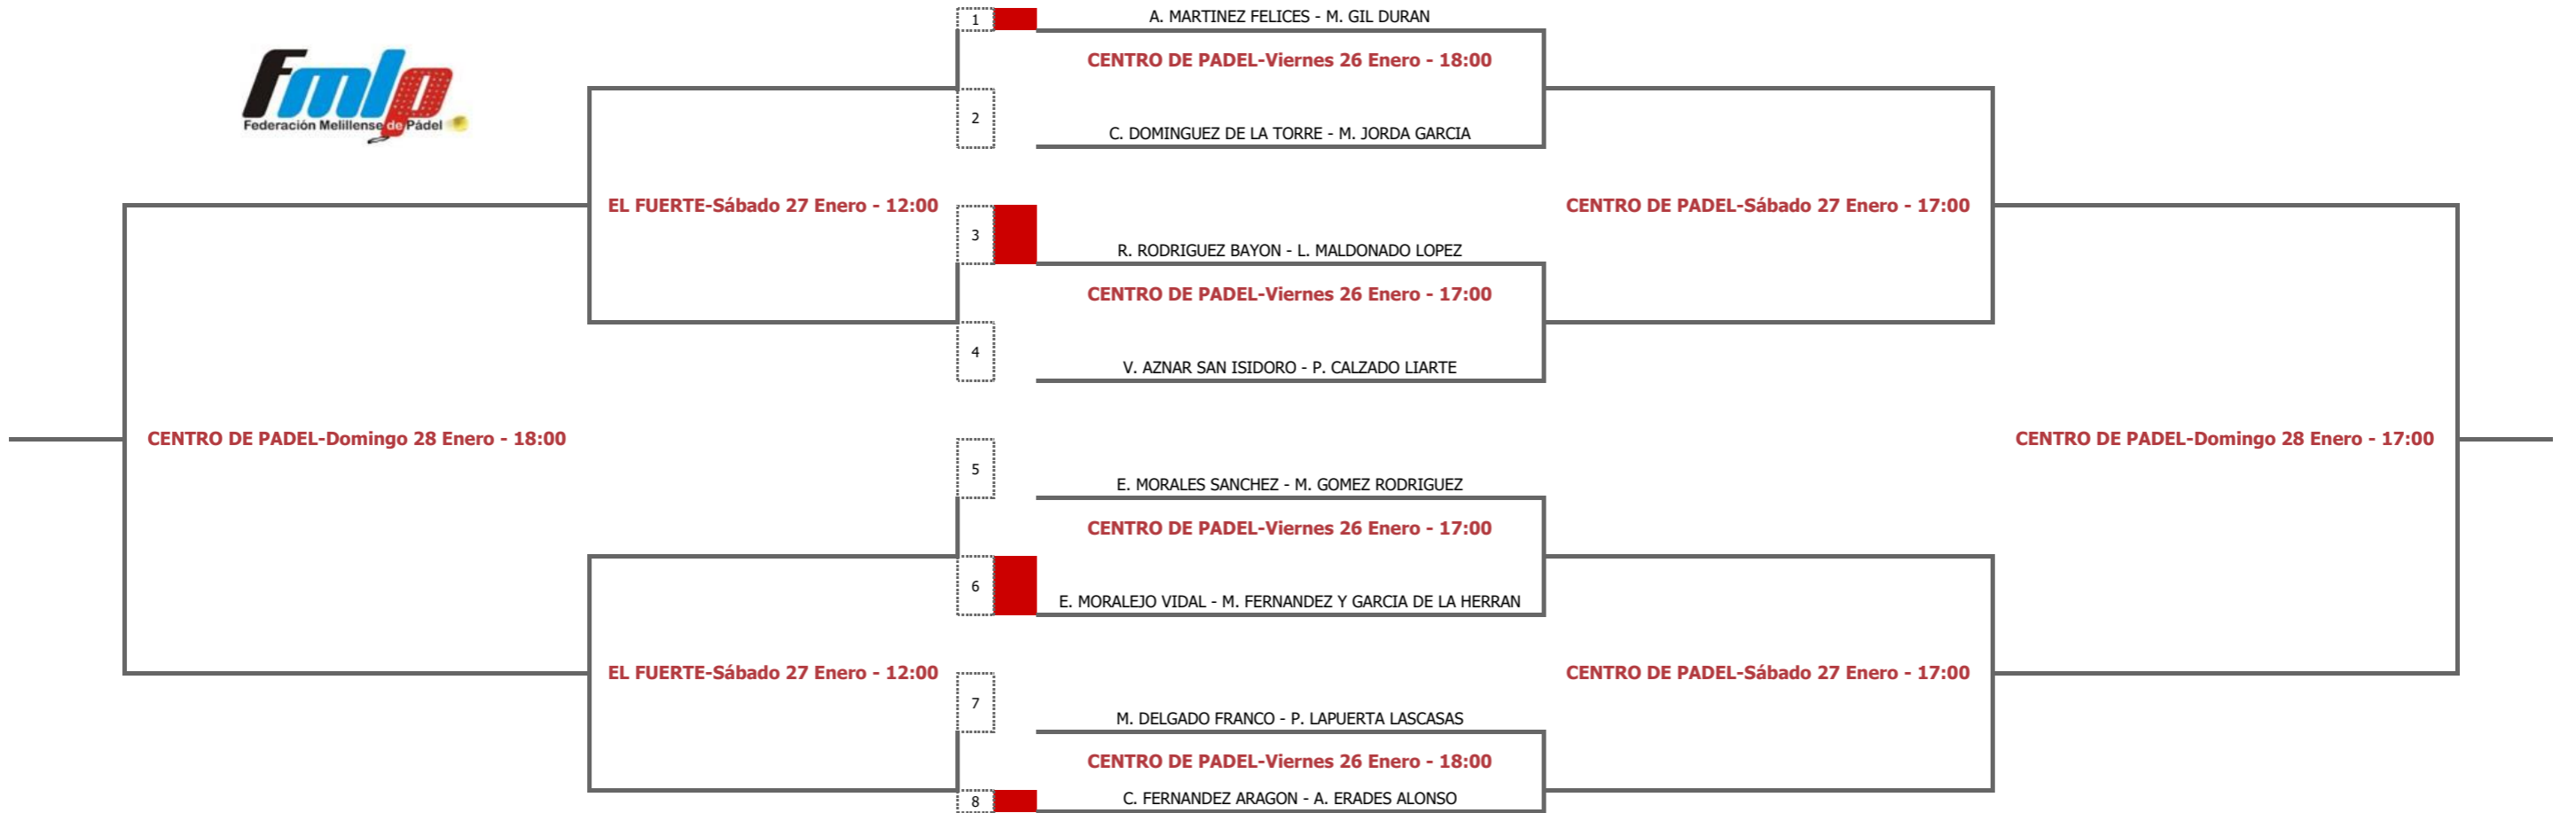 1
A. MARTINEZ FELICES - M. GIL DURAN
CENTRO DE PADEL-Viernes 26 Enero - 18:00
fmlp
Federación Melillense de Pádel
2
C. DOMINGUEZ DE LA TORRE - M. JORDA GARCIA
EL FUERTE-Sábado 27 Enero - 12:00
CENTRO DE PADEL-Sábado 27 Enero - 17:00
3
R. RODRIGUEZ BAYON - L. MALDONADO LOPEZ
CENTRO DE PADEL-Viernes 26 Enero - 17:00
4
V. AZNAR SAN ISIDORO - P. CALZADO LIARTE
CENTRO DE PADEL-Domingo 28 Enero - 18:00
CENTRO DE PADEL-Domingo 28 Enero - 17:00
5
E. MORALES SANCHEZ - M. GOMEZ RODRIGUEZ
CENTRO DE PADEL-Viernes 26 Enero - 17:00
6
E. MORALEJO VIDAL - M. FERNANDEZ Y GARCIA DE LA HERRAN
EL FUERTE-Sábado 27 Enero - 12:00
CENTRO DE PADEL-Sábado 27 Enero - 17:00
7
M. DELGADO FRANCO - P. LAPUERTA LASCASAS
CENTRO DE PADEL-Viernes 26 Enero - 18:00
8
C. FERNANDEZ ARAGON - A. ERADES ALONSO